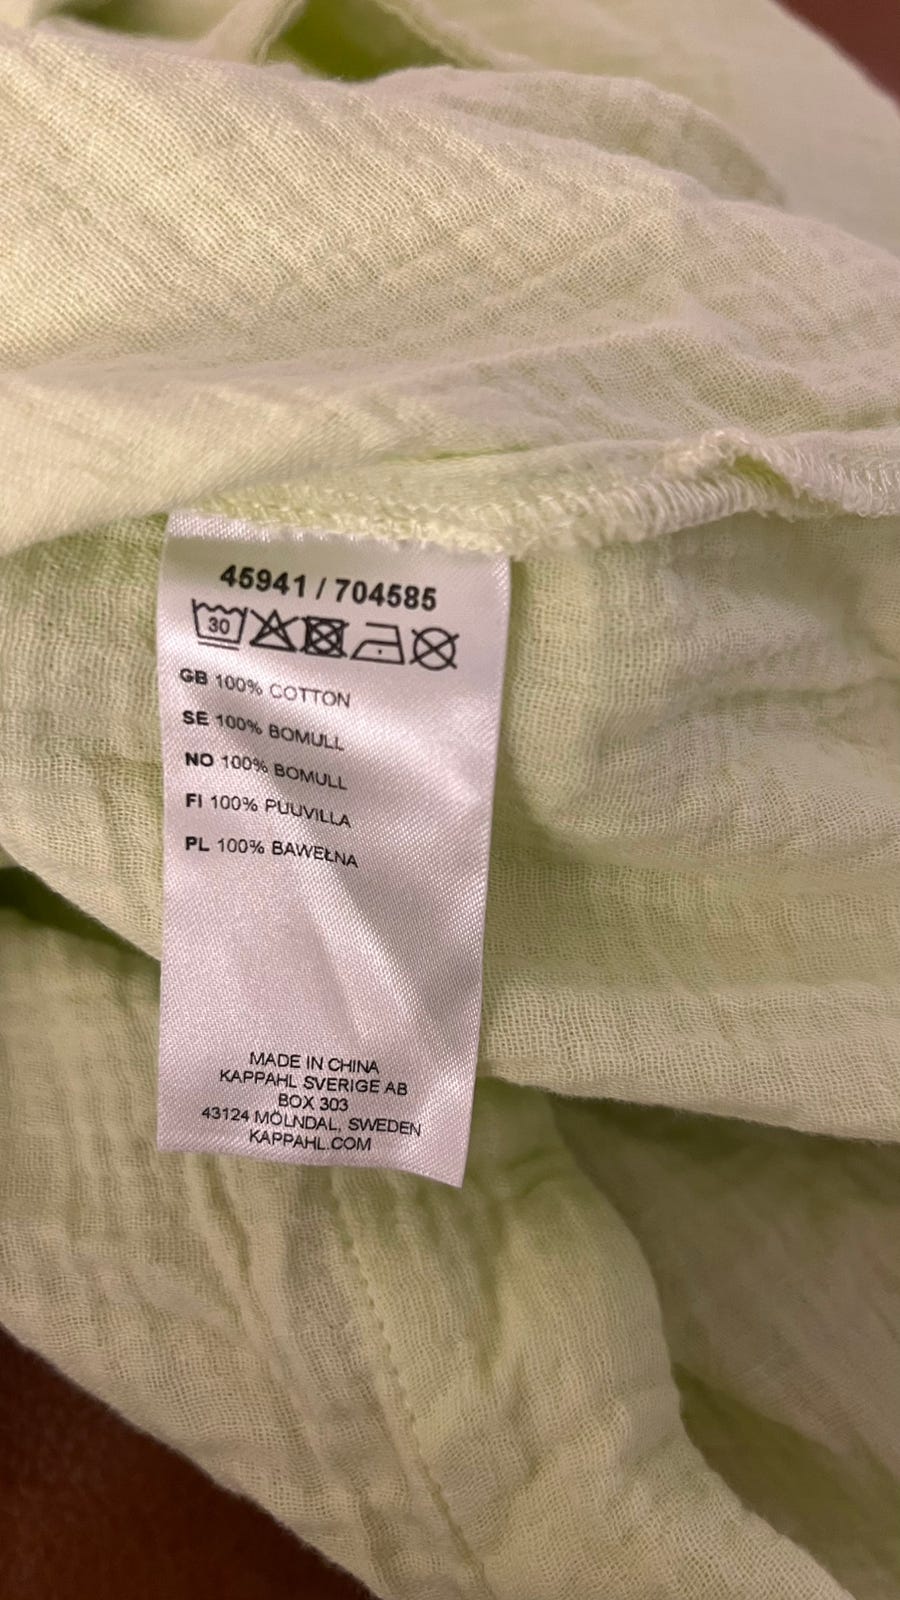 45941 / 704585
30
GB 100% COTTON
SE 100% BOMULL
NO 100% BOMULL
FI 100% PUUVILLA
PL 100% BAWEŁNA
MADE IN CHINA
KAPPAHL SVERIGE AB
BOX 303
43124 MÖLNDAL, SWEDEN
KAPPAHL.COM